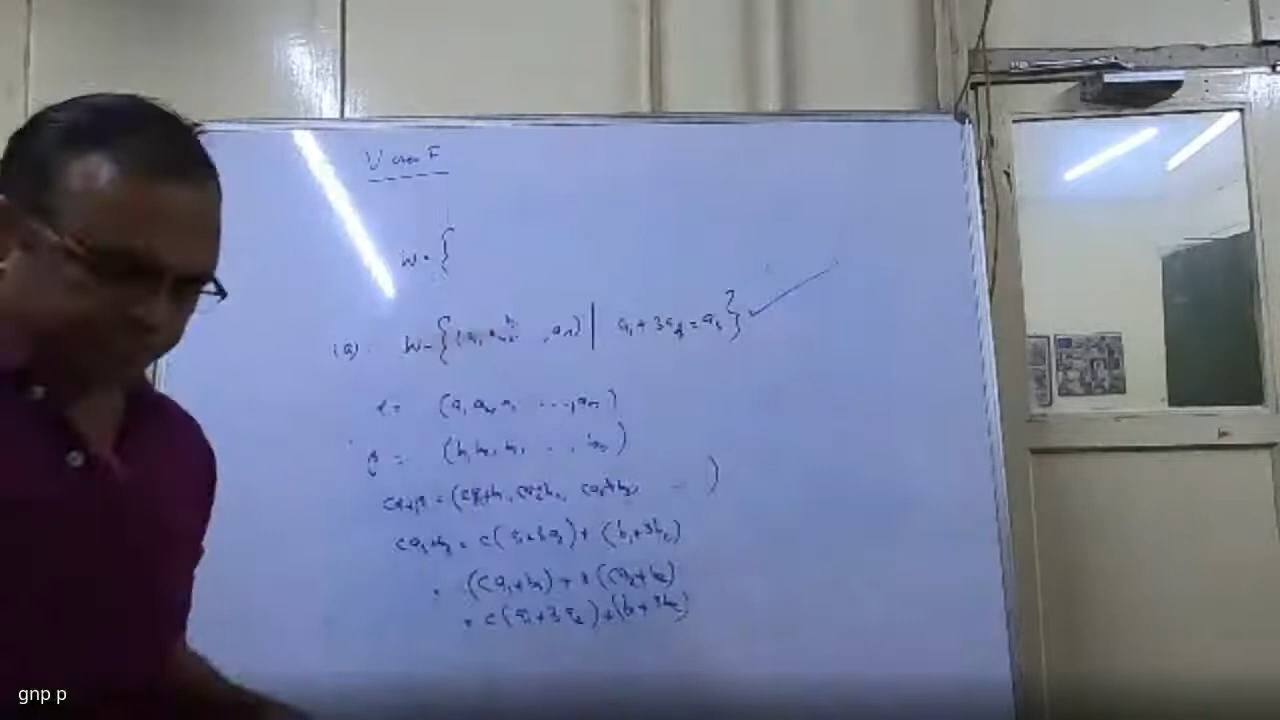 V over F
W = {
(a) W = {(a₁, a₂, ... , aₙ) | a₁ + 3a₂ = a₃}
α = (a₁, a₂, a₃ ... , aₙ)
β = (b₁, b₂, b₃ ... , bₙ)
cα+β = (ca₁+b₁, ca₂+b₂, ca₃+b₃, ... )
ca₃+b₃ = c(a₁+3a₂) + (b₁+3b₂)
= (ca₁+b₁) + 3(ca₂+b₂)
= c(a₁+3a₂) + (b₁+3b₂)
gnp p